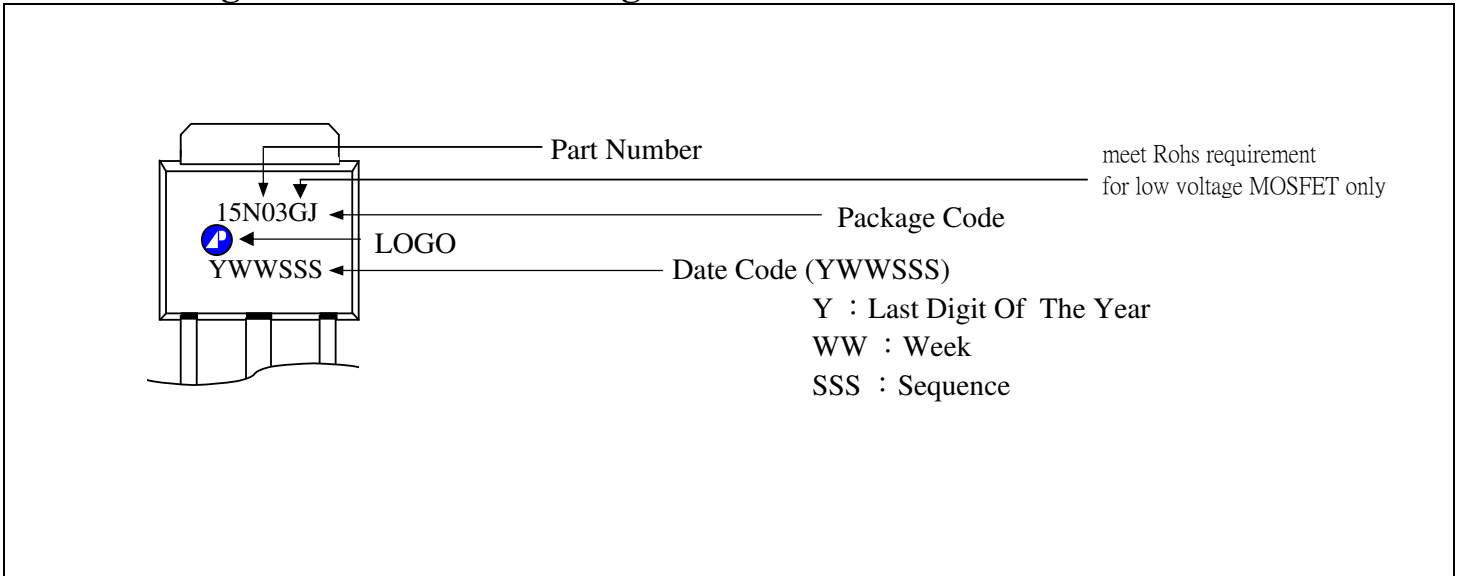 Part Number
meet Rohs requirement
for low voltage MOSFET only
15N03GJ
Package Code
LOGO
YWWSSS
Date Code (YWWSSS)
Y ：Last Digit Of The Year
WW ：Week
SSS ：Sequence